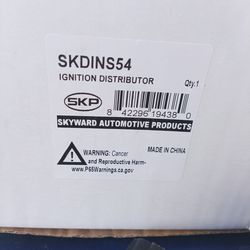 SKDINS54
IGNITION DISTRIBUTOR
Qty.1
SKP
8 42296 19438 0
SKYWARD AUTOMOTIVE PRODUCTS
WARNING: Cancer
and Reproductive Harm-
www.P65Warnings.ca.gov
MADE IN CHINA